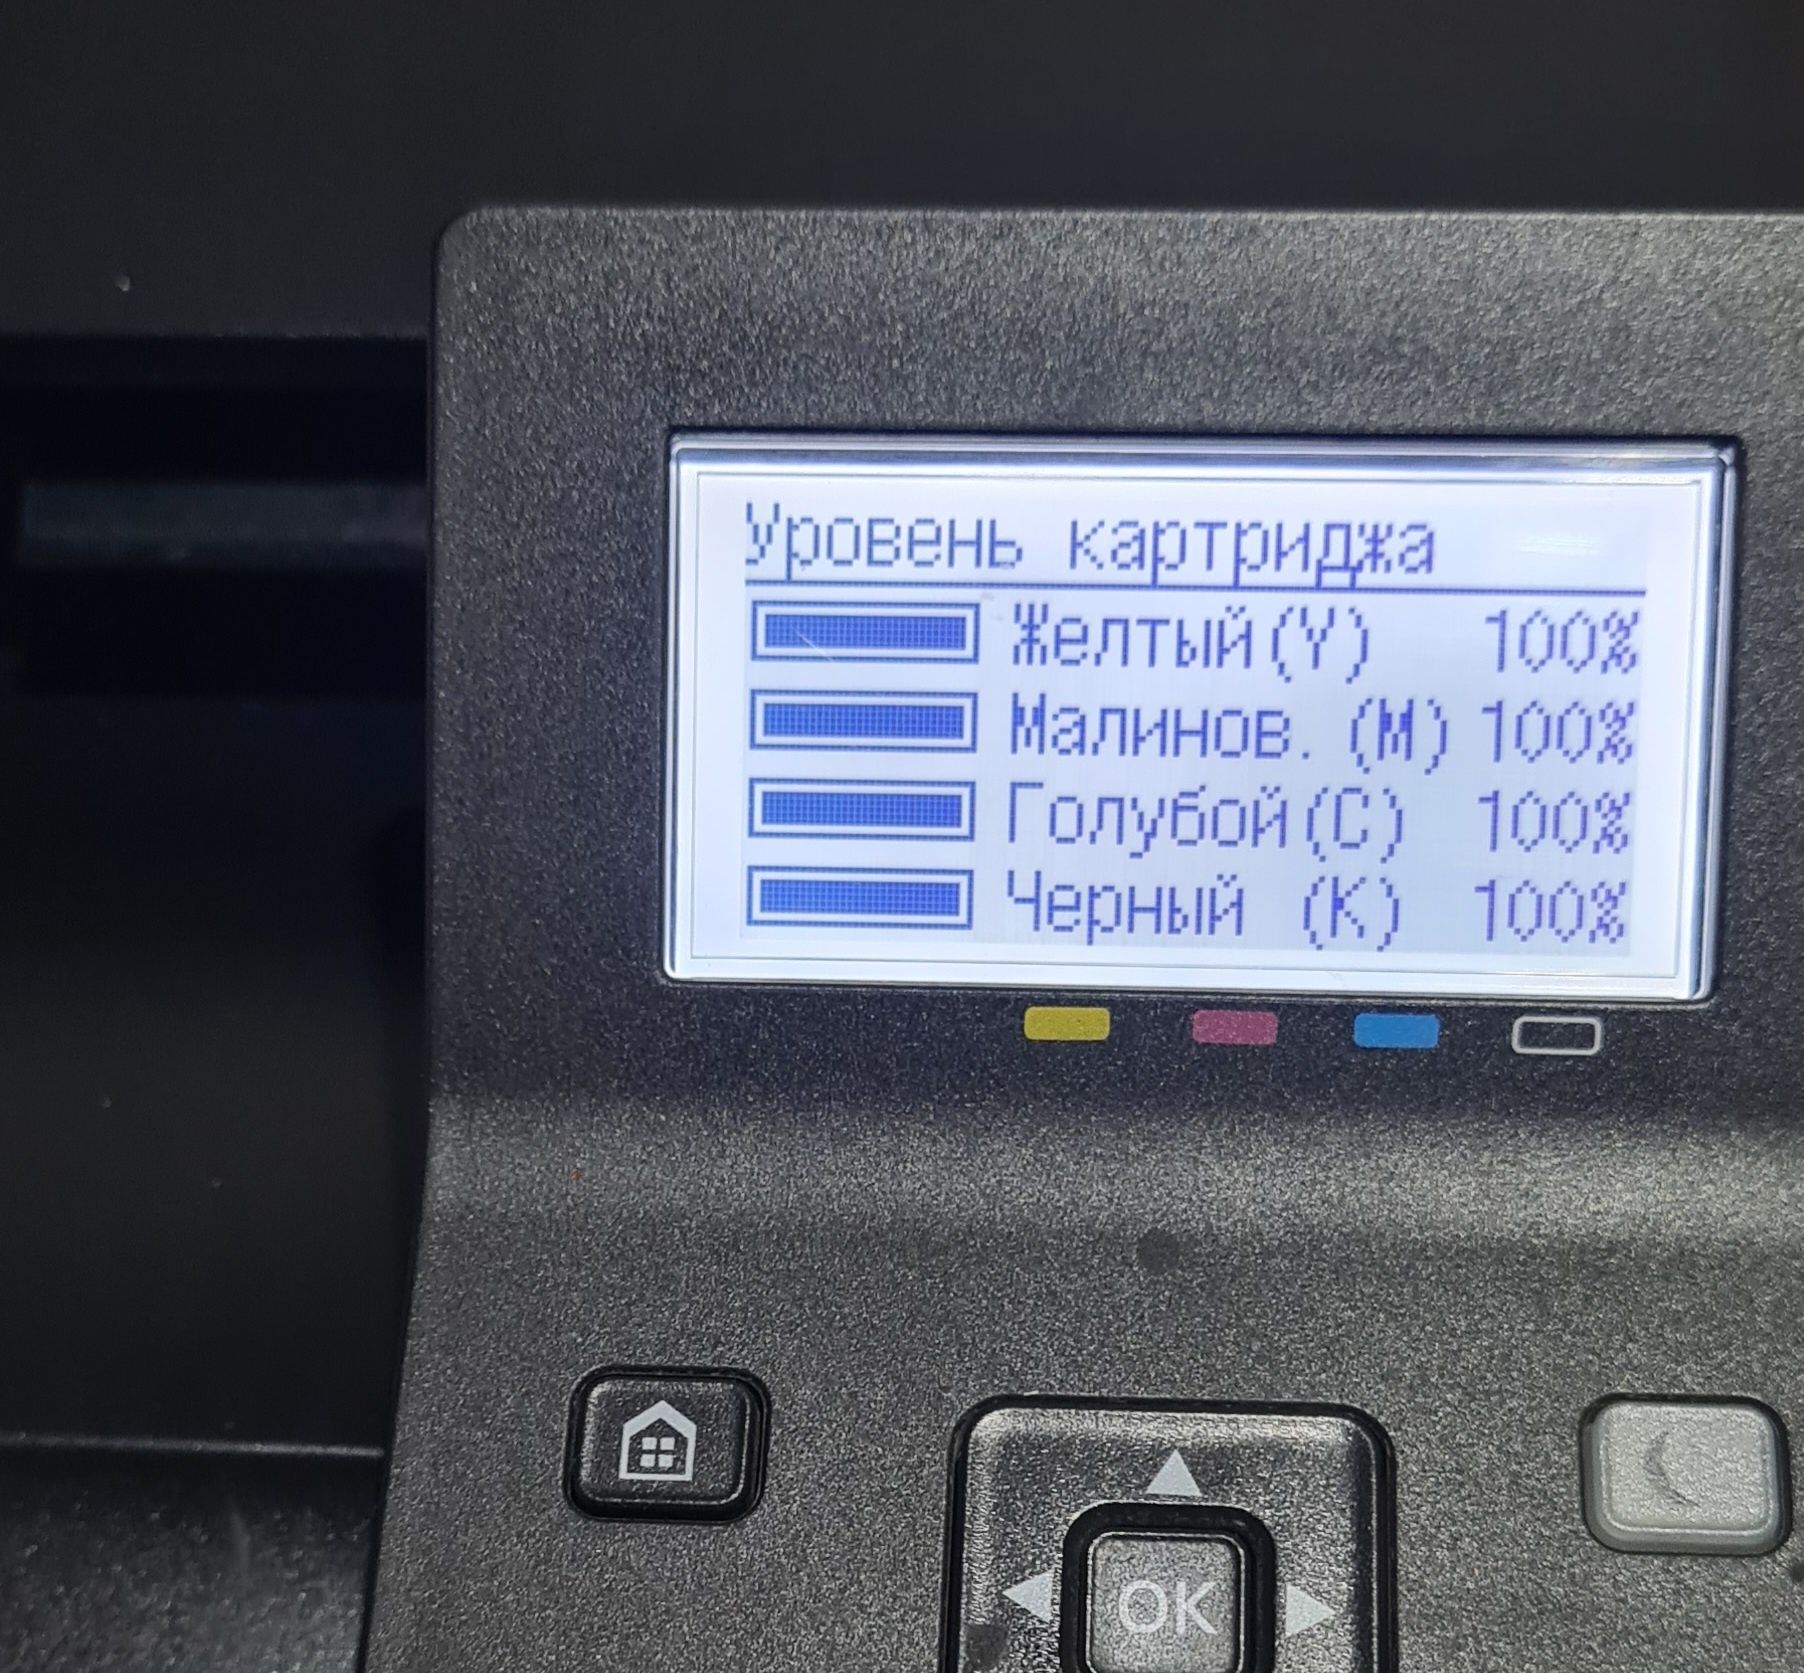 Уровень картриджа
Желтый(Y) 100%
Малинов. (M) 100%
Голубой(C) 100%
Черный (K) 100%
OK